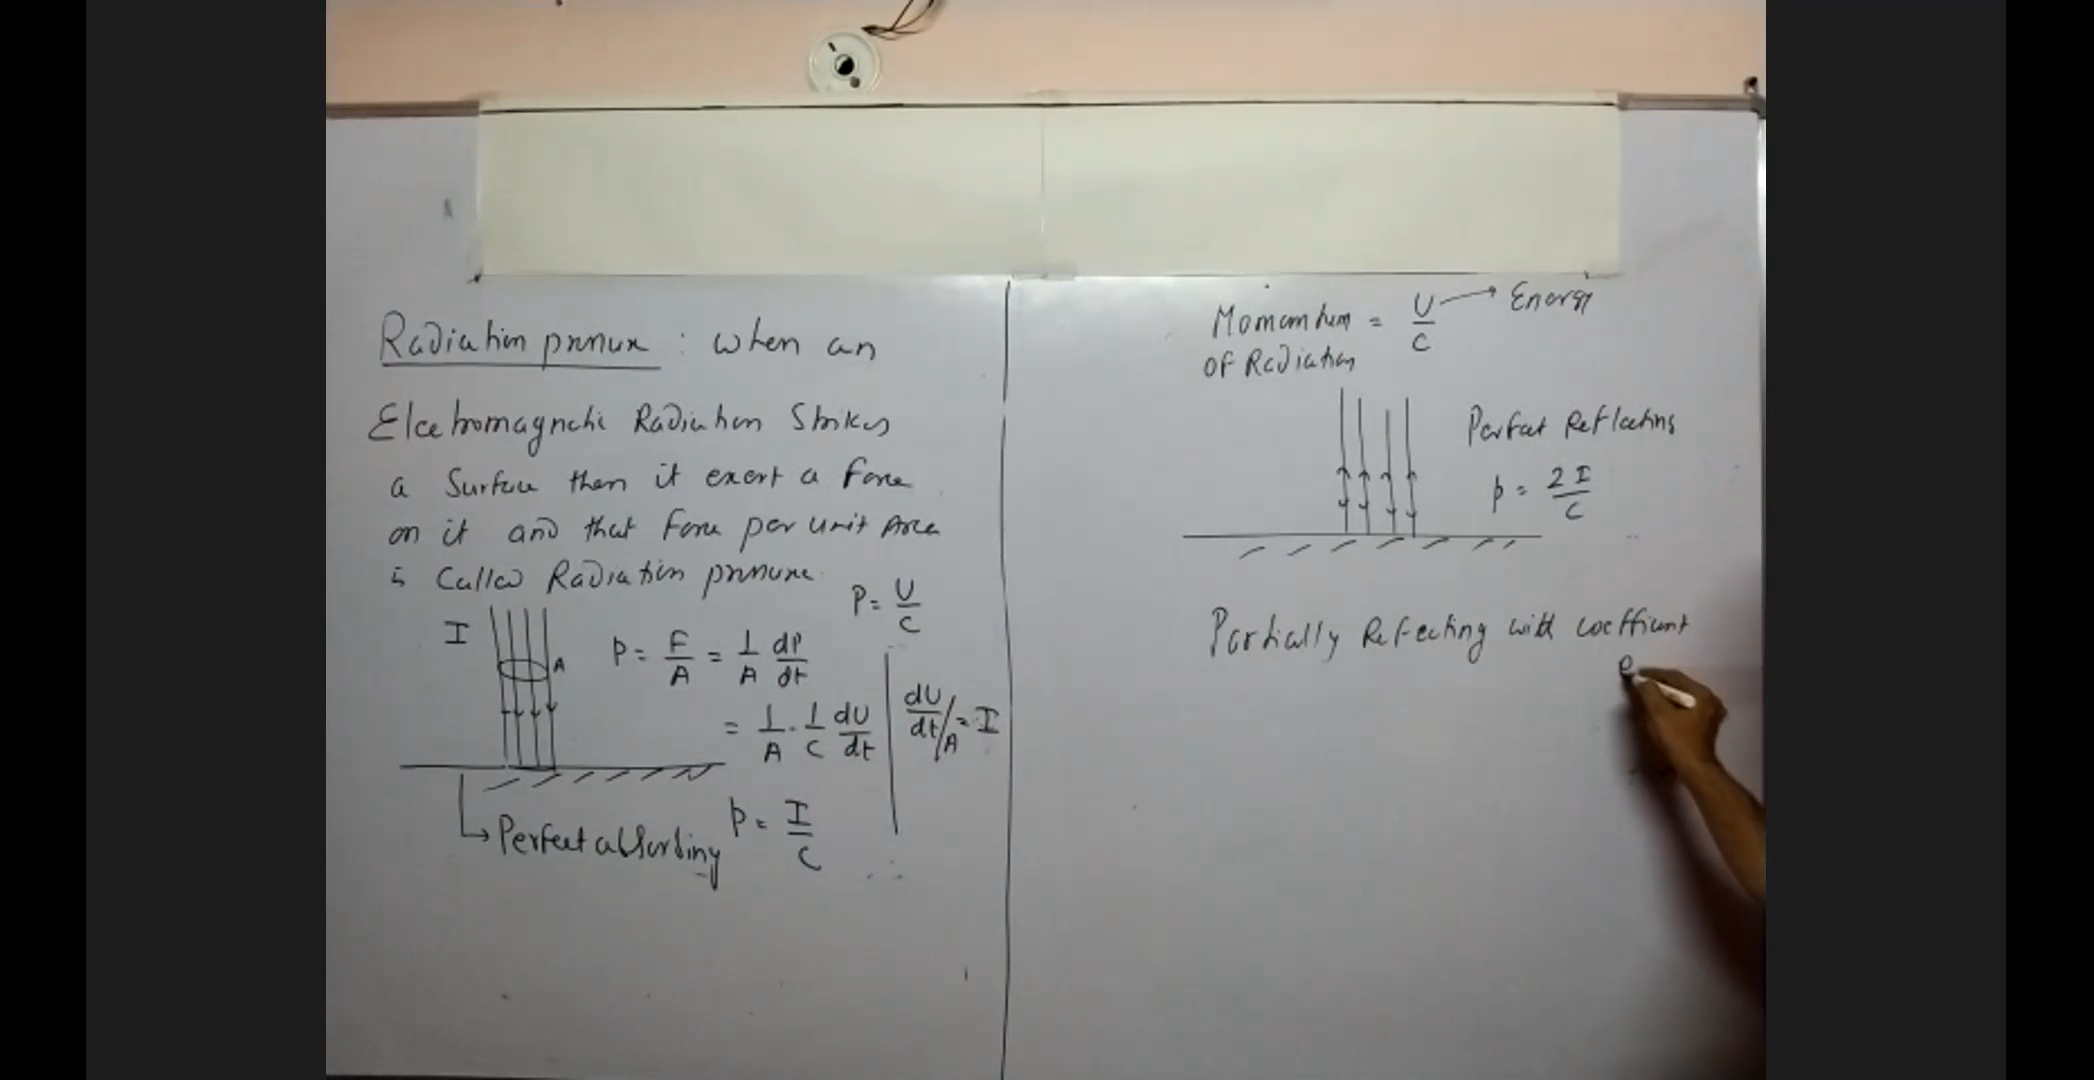 Radiation pressure : when an
Electromagnetic Radiation Strikes
a Surface then it exert a Force
on it and that Force per unit Area
is Called Radiation pressure
P = U/C
I
A
p = F/A = 1/A dP/dt
= 1/A . 1/C dU/dt
dU/dt/A = I
p = I/C
Perfect absorbing
Momentum = U/C → Energy
of Radiation
Perfect Reflecting
p = 2I/C
Partially Reflecting with coefficient